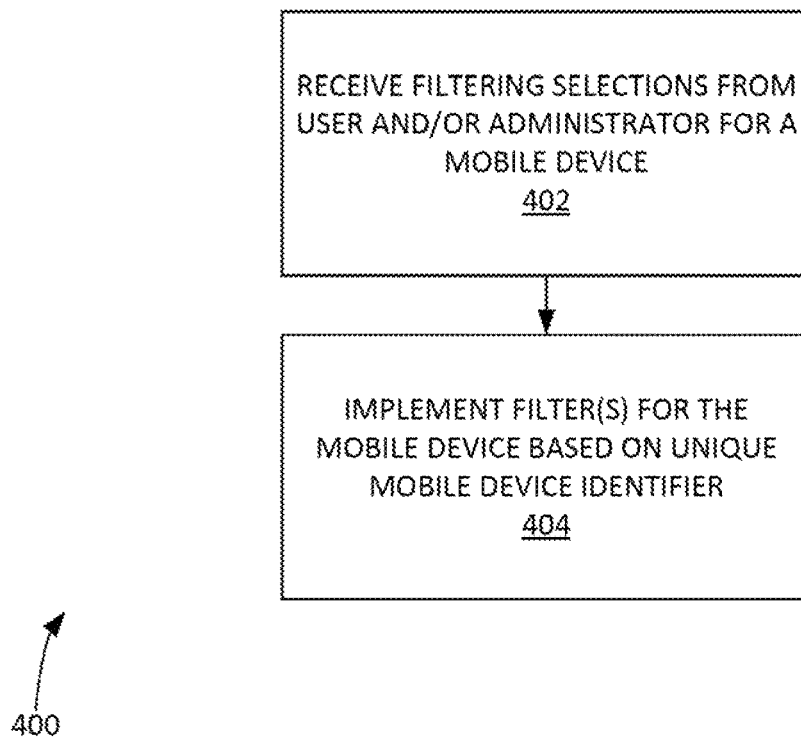 RECEIVE FILTERING SELECTIONS FROM
USER AND/OR ADMINISTRATOR FOR A
MOBILE DEVICE
402
IMPLEMENT FILTER(S) FOR THE
MOBILE DEVICE BASED ON UNIQUE
MOBILE DEVICE IDENTIFIER
404
400